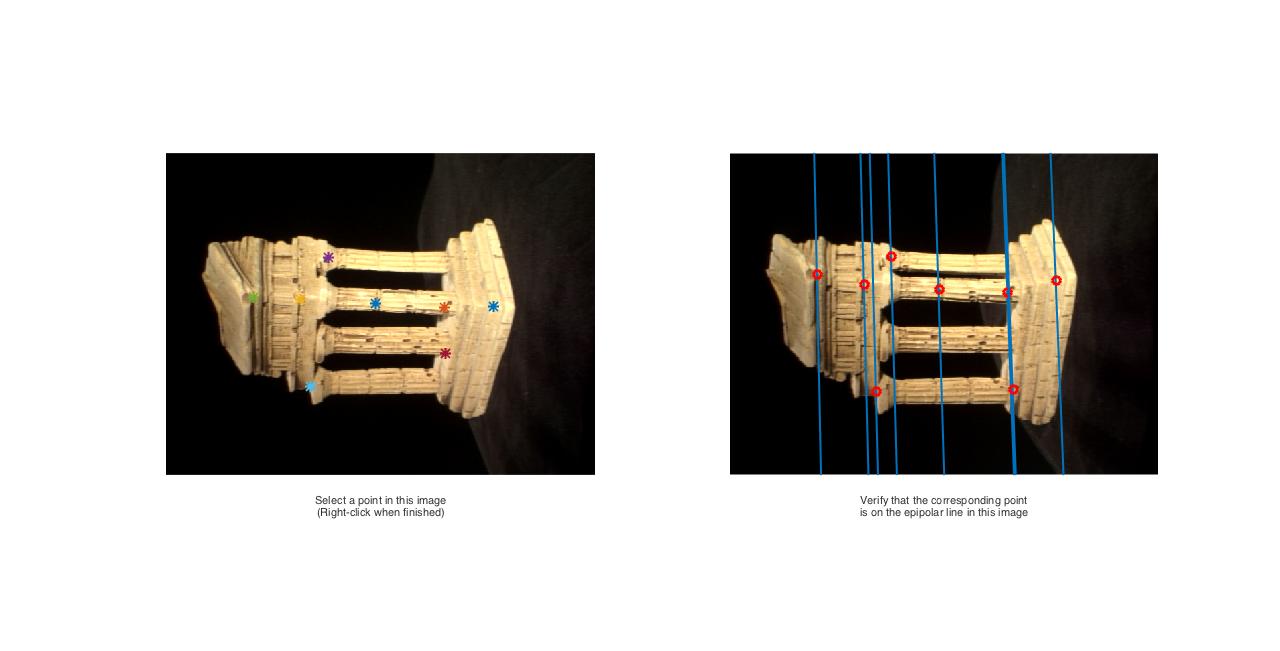 Select a point in this image
(Right-click when finished)
Verify that the corresponding point
is on the epipolar line in this image